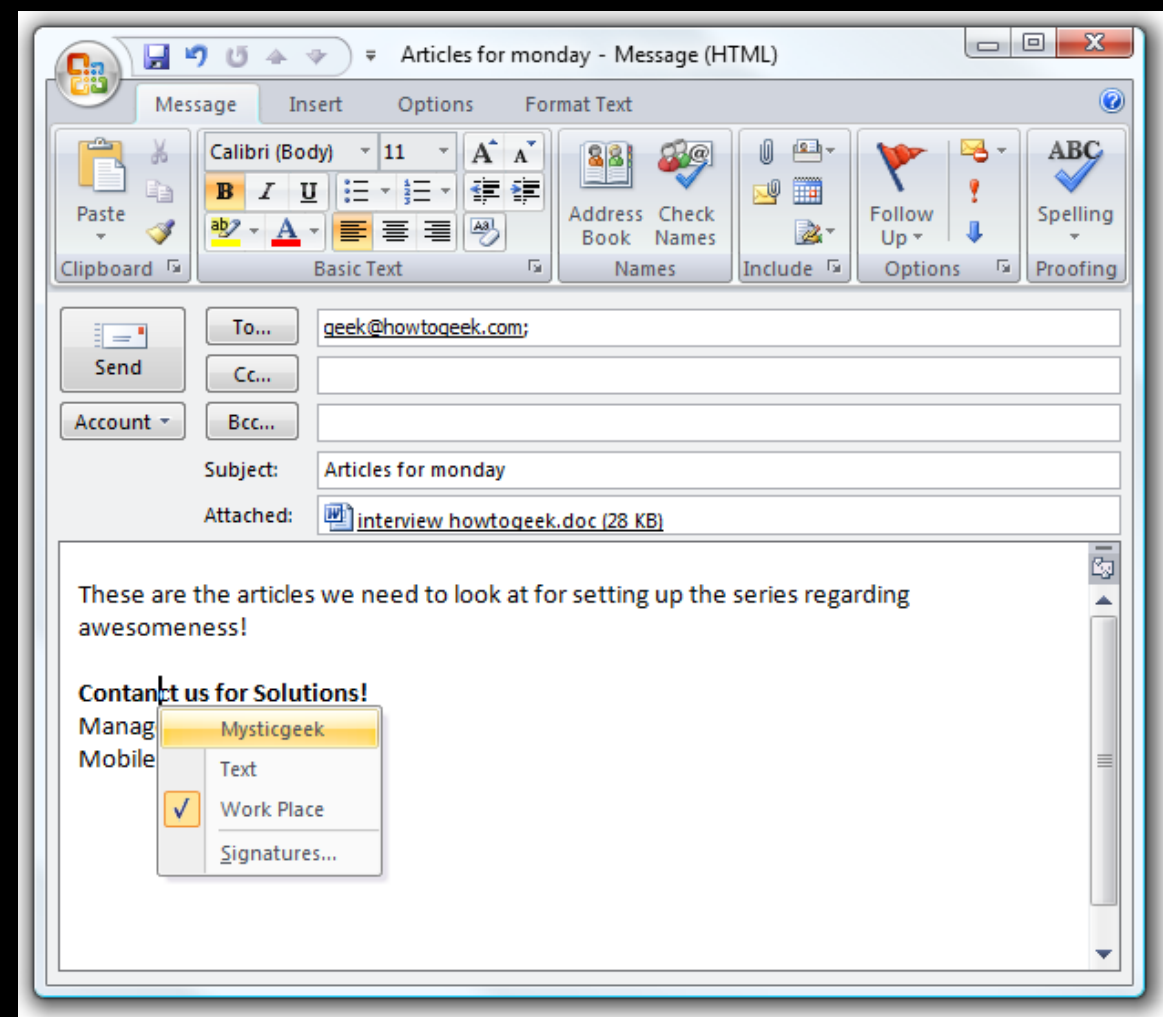 Articles for monday - Message (HTML)
Message Insert Options Format Text
Calibri (Body) 11 A A ABC
B I U
Paste Address Check Follow Spelling
ab A Aa Book Names Up
Clipboard Basic Text Names Include Options Proofing
To... geek@howtogeek.com;
Send
Cc...
Account Bcc...
Subject: Articles for monday
Attached: interview howtogeek.doc (28 KB)
These are the articles we need to look at for setting up the series regarding
awesomeness!
Contanct us for Solutions!
Manag
Mobile
Mysticgeek
Text
Work Place
Signatures...